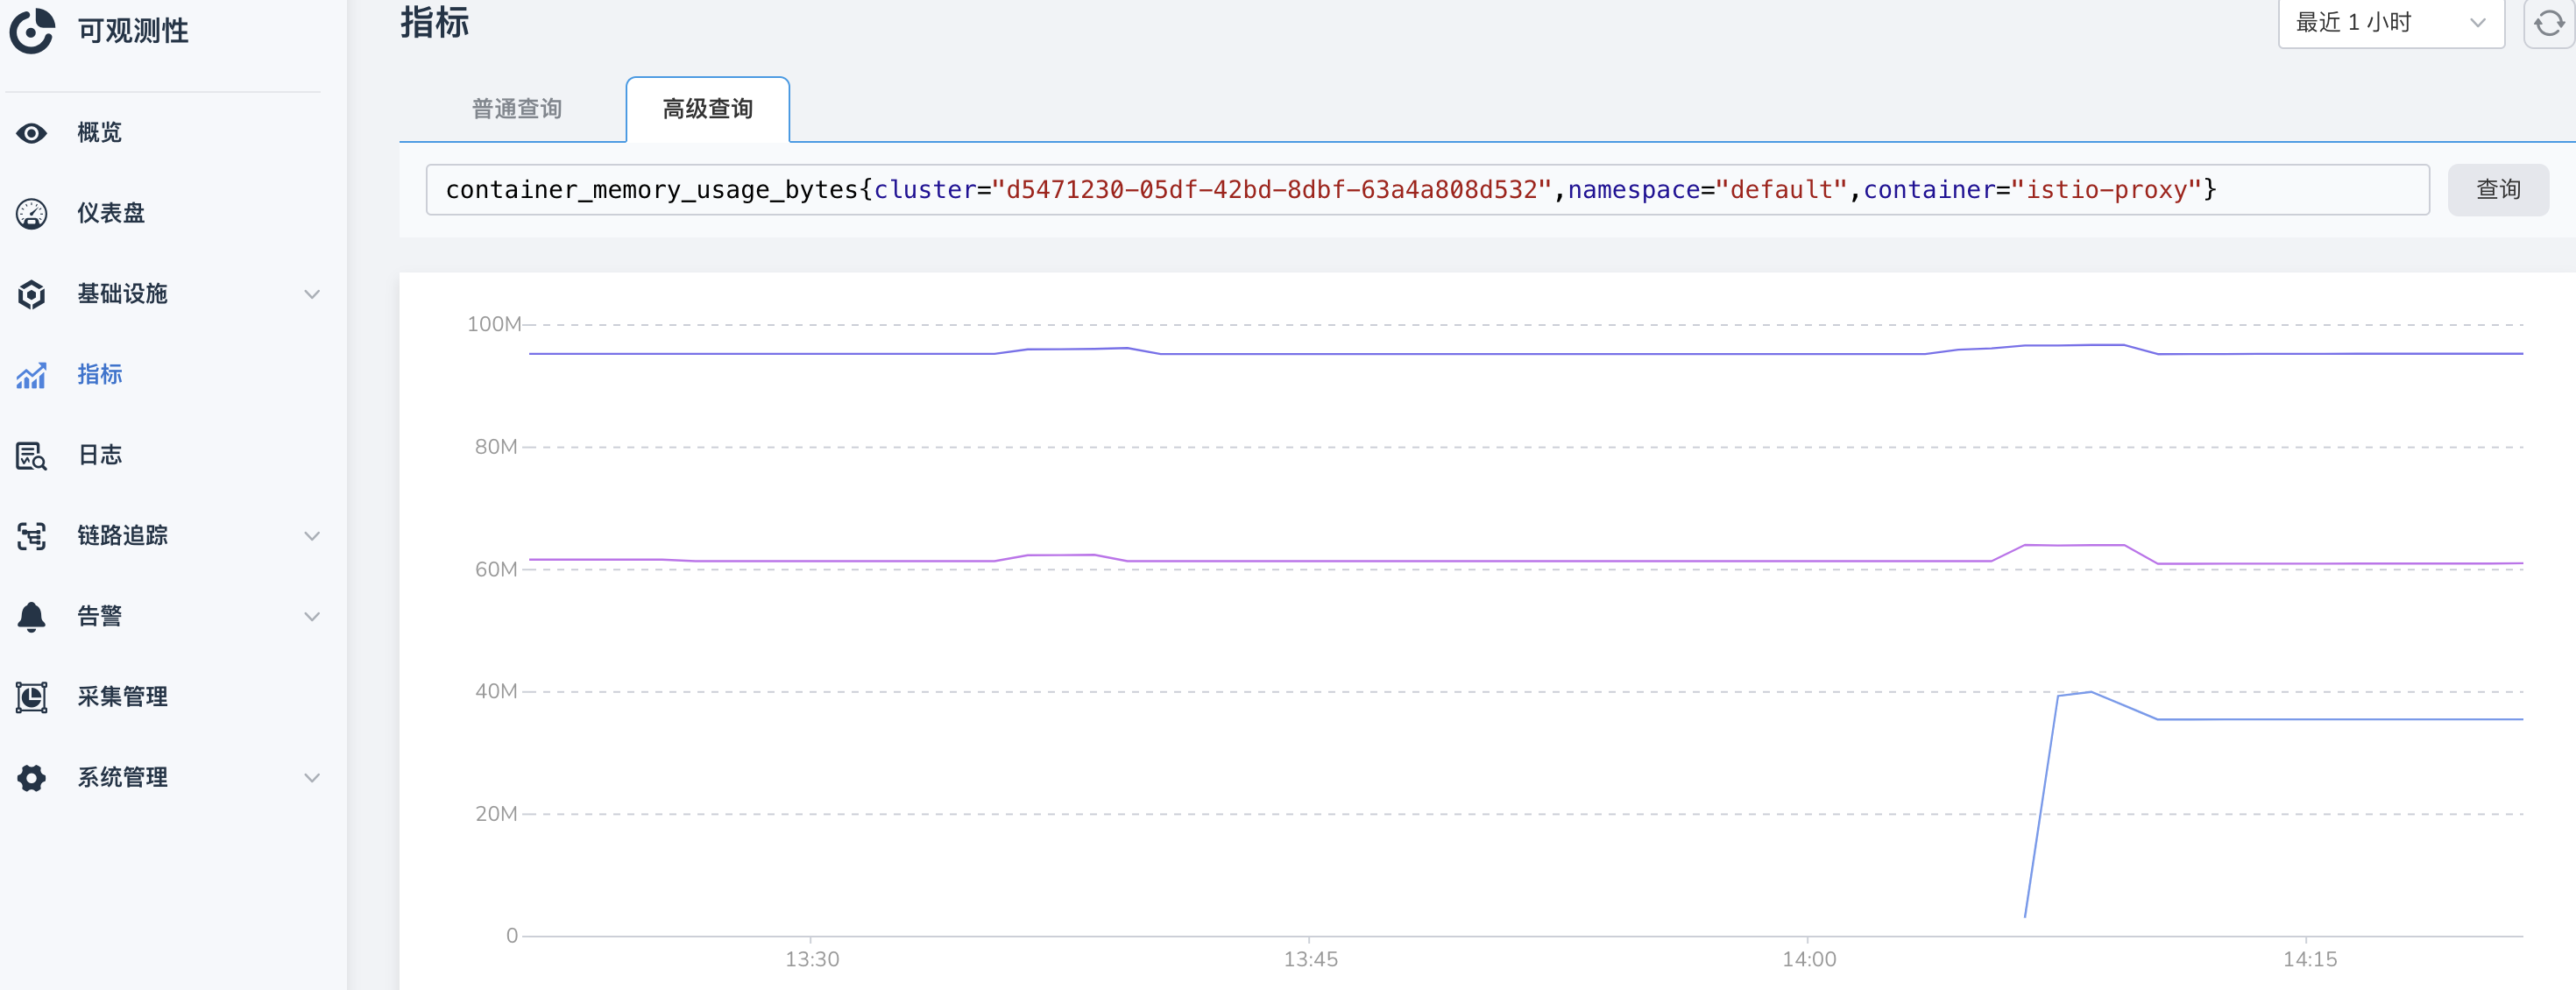 可观测性
概览
仪表盘
基础设施
指标
日志
链路追踪
告警
采集管理
系统管理
指标
最近 1 小时
普通查询
高级查询
container_memory_usage_bytes{cluster="d5471230-05df-42bd-8dbf-63a4a808d532",namespace="default",container="istio-proxy"}
查询
100M
80M
60M
40M
20M
0
13:30
13:45
14:00
14:15